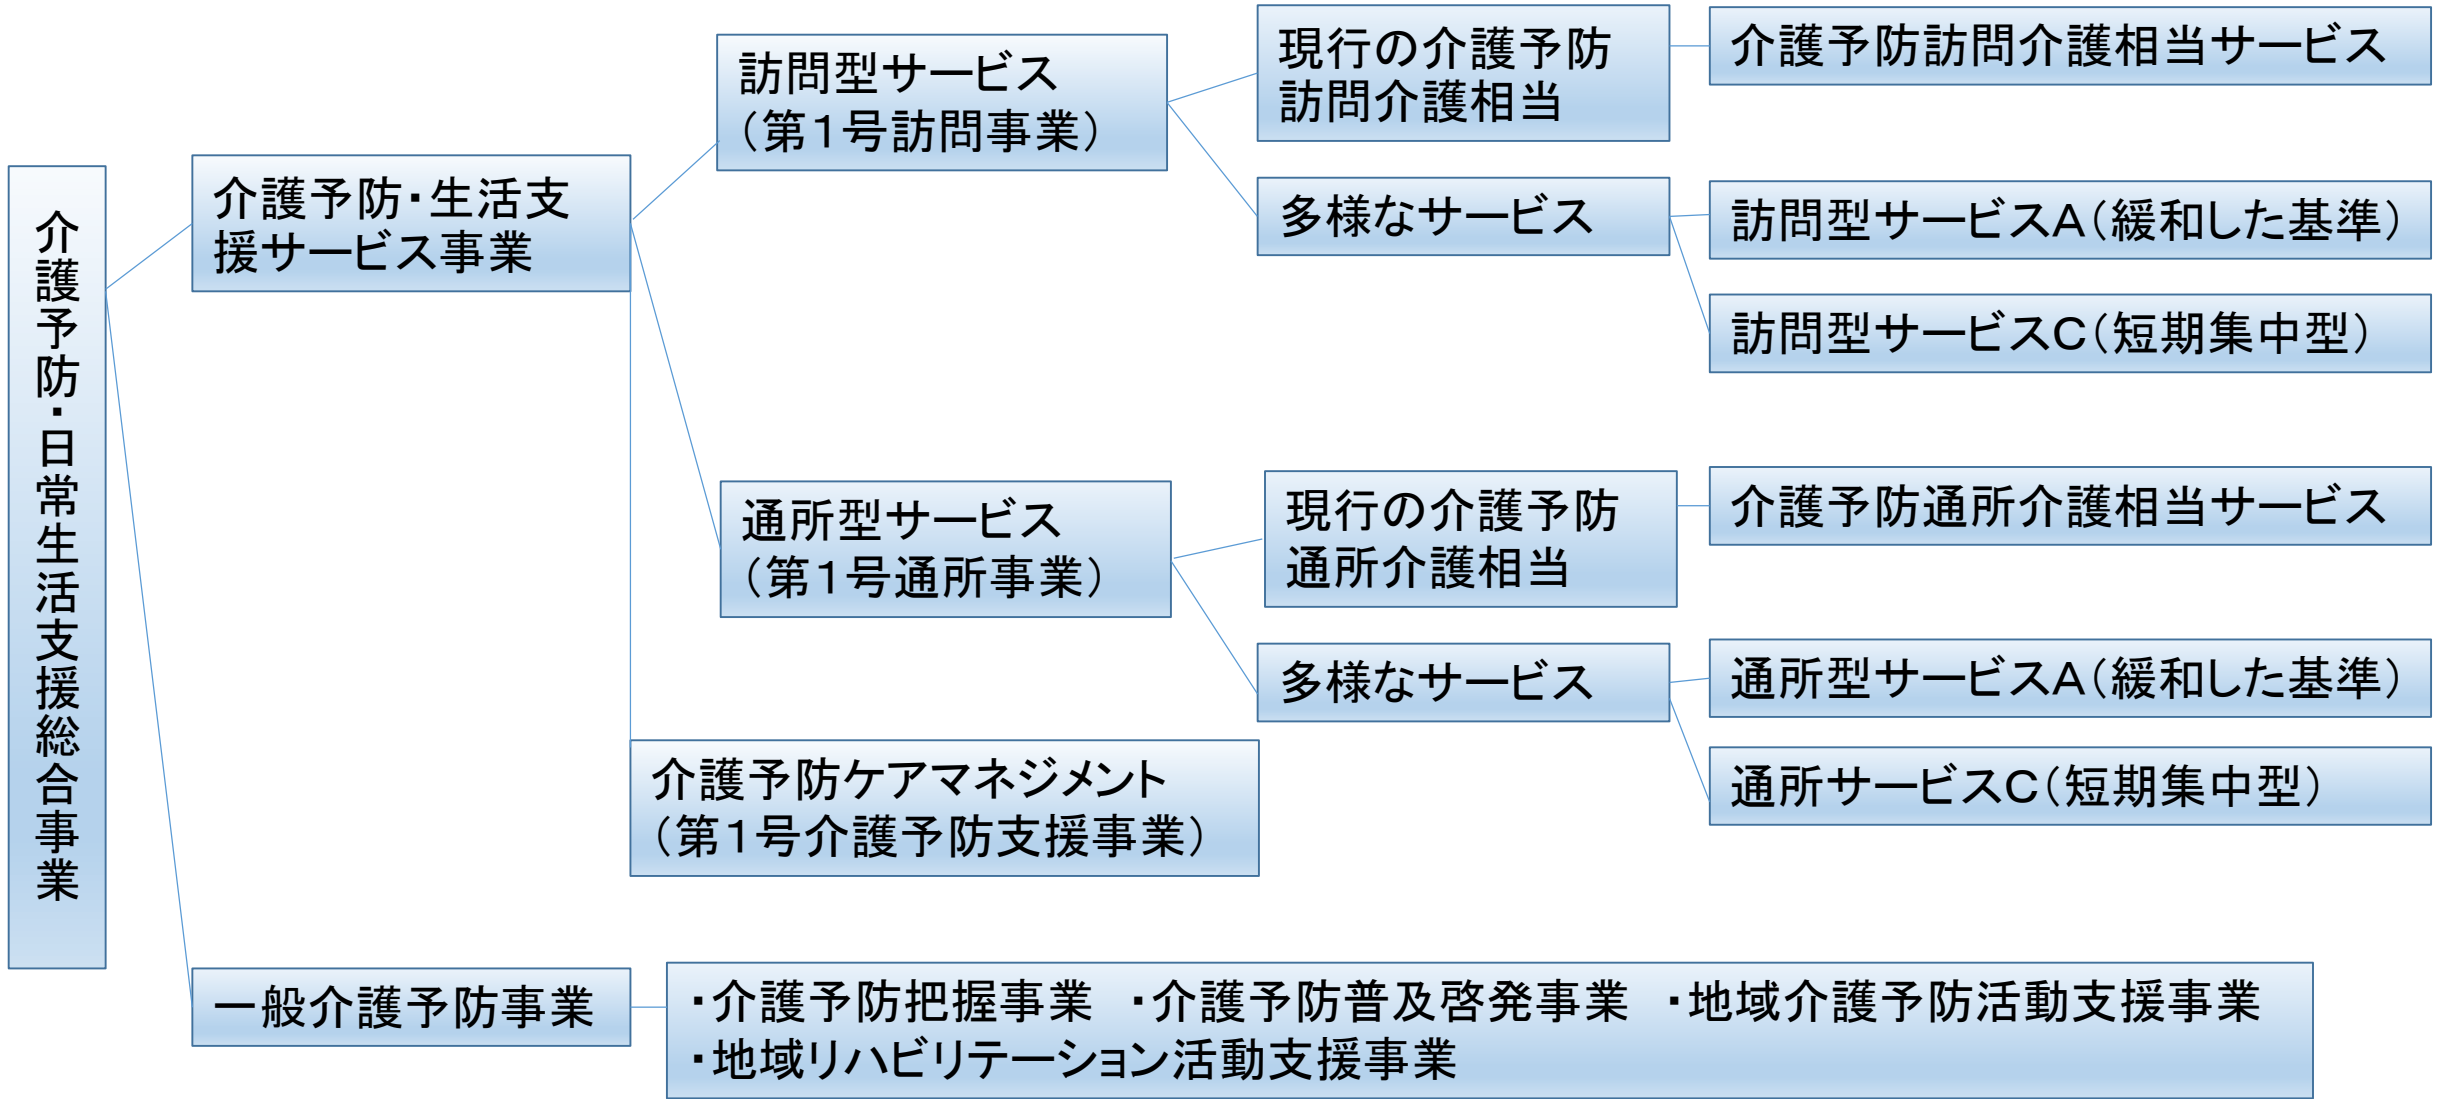 介護予防・日常生活支援総合事業
介護予防・生活支
援サービス事業
訪問型サービス
（第１号訪問事業）
現行の介護予防
訪問介護相当
介護予防訪問介護相当サービス
多様なサービス
訪問型サービスA（緩和した基準）
訪問型サービスC（短期集中型）
通所型サービス
（第１号通所事業）
現行の介護予防
通所介護相当
介護予防通所介護相当サービス
多様なサービス
通所型サービスA（緩和した基準）
通所サービスC（短期集中型）
介護予防ケアマネジメント
（第１号介護予防支援事業）
一般介護予防事業
・介護予防把握事業　・介護予防普及啓発事業　・地域介護予防活動支援事業
・地域リハビリテーション活動支援事業